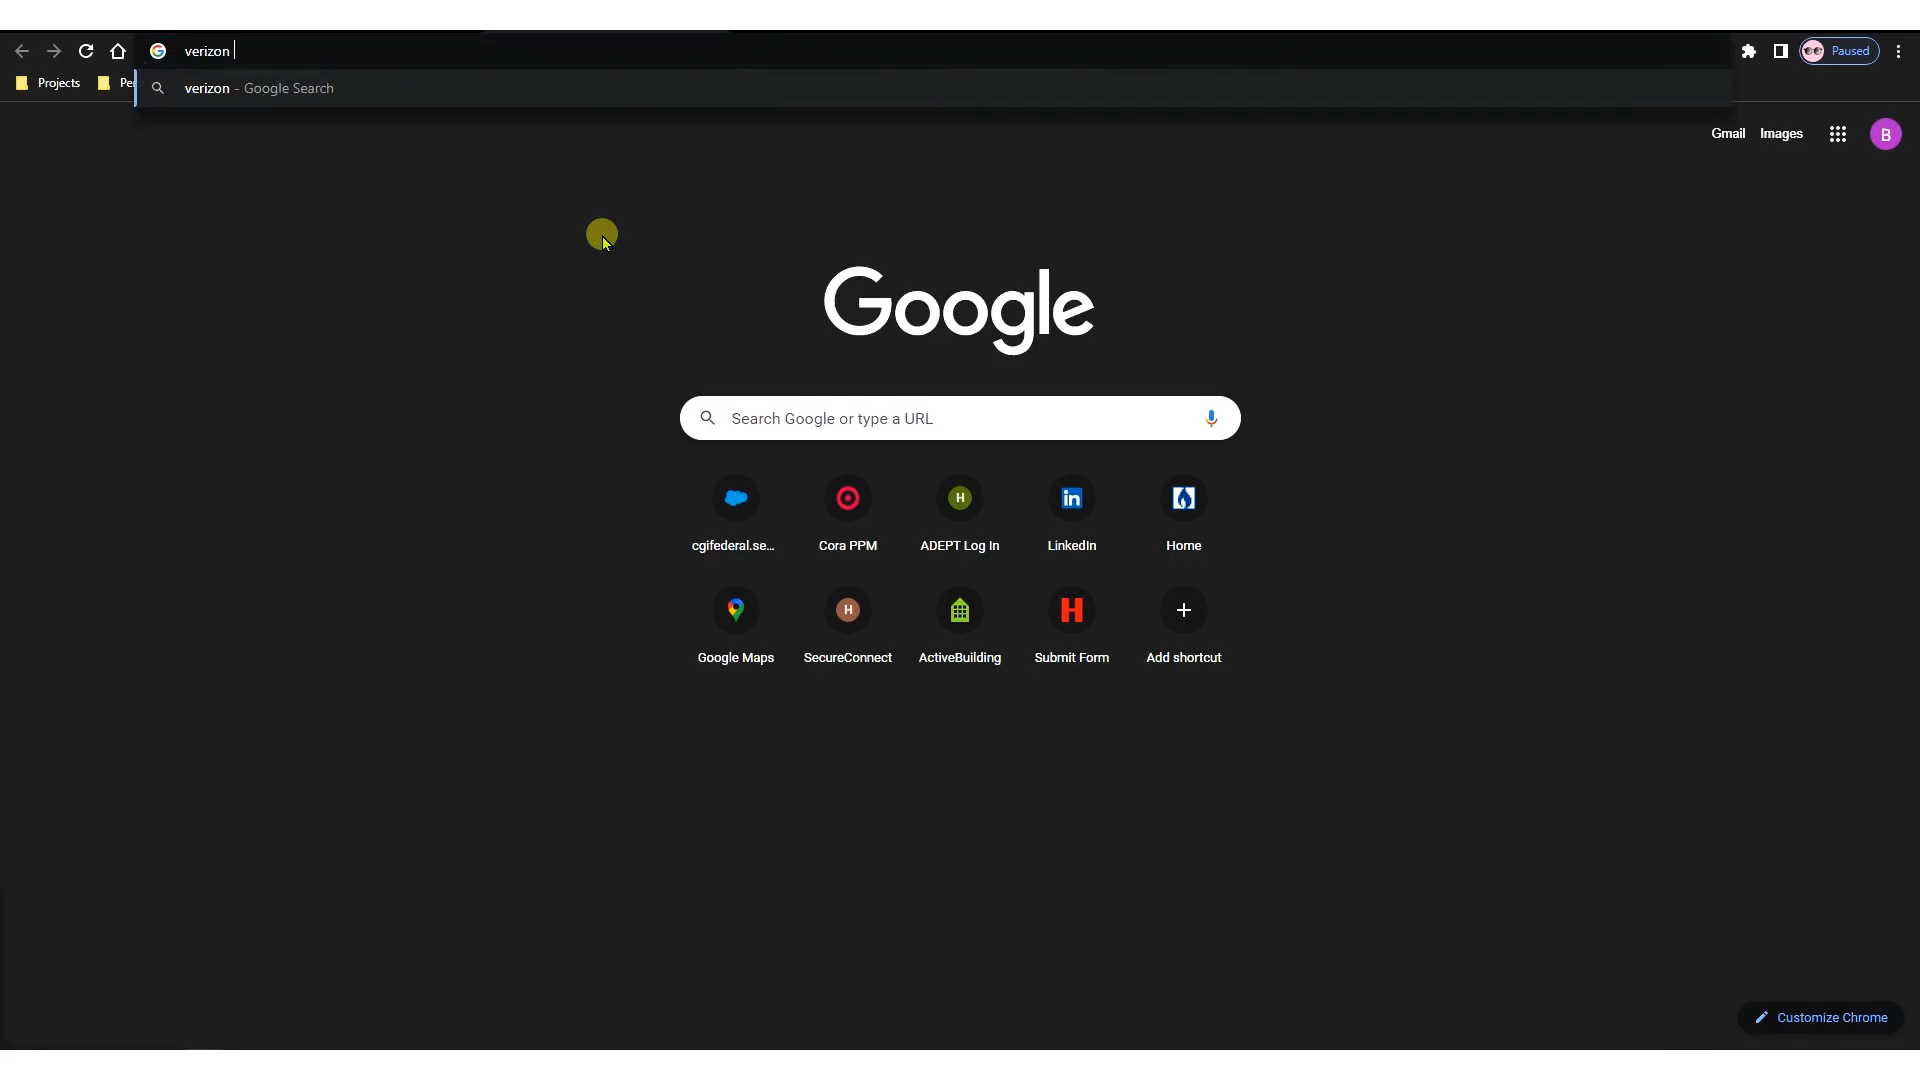 verizon
Projects
Pe
Paused
verizon - Google Search
Gmail
Images
B
Google
Search Google or type a URL
H
in
cgifederal.se...
Cora PPM
ADEPT Log In
LinkedIn
Home
H
H
Google Maps
SecureConnect
ActiveBuilding
Submit Form
Add shortcut
Customize Chrome